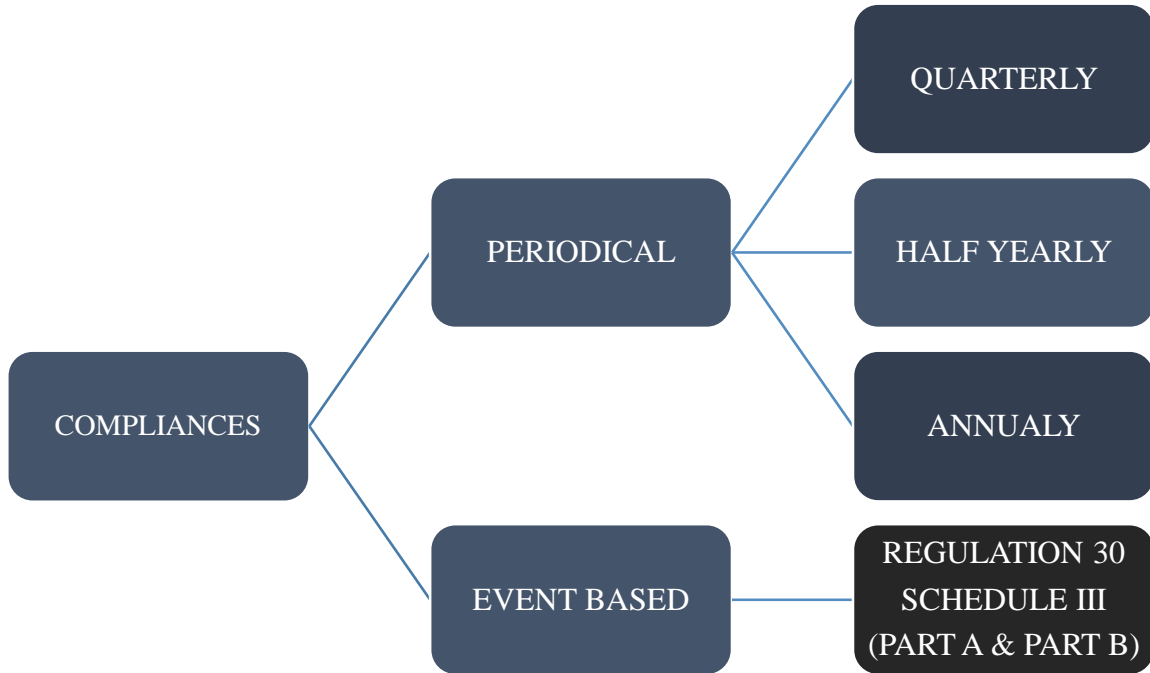 COMPLIANCES
PERIODICAL
QUARTERLY
HALF YEARLY
ANNUALY
EVENT BASED
REGULATION 30
SCHEDULE III
(PART A & PART B)